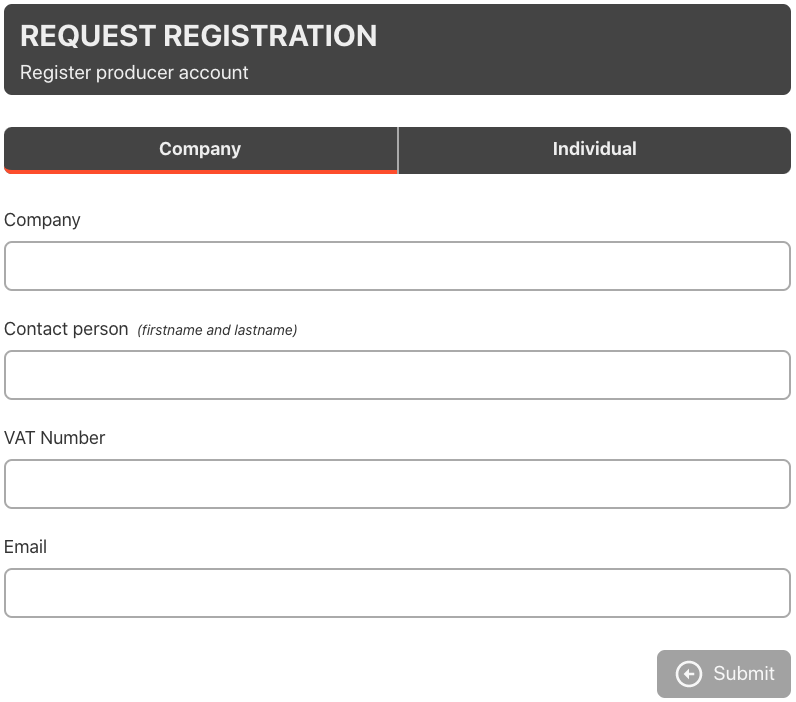 REQUEST REGISTRATION
Register producer account
Company Individual
Company
Contact person (firstname and lastname)
VAT Number
Email
Submit